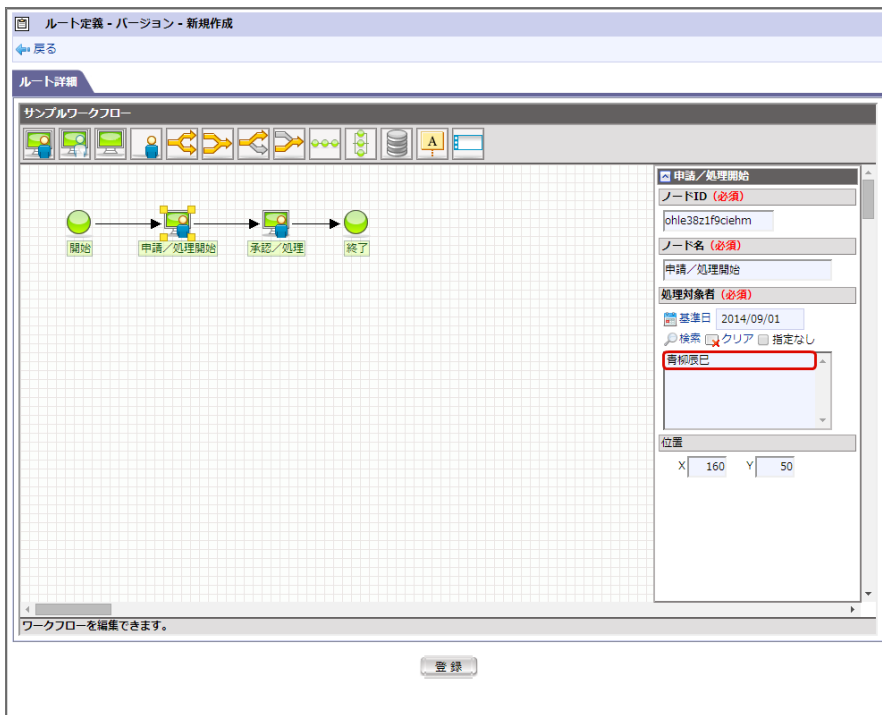 ルート定義 - バージョン - 新規作成
戻る
ルート詳細
サンプルワークフロー
A
開始
申請／処理開始
承認／処理
終了
申請／処理開始
ノードID（必須）
ohle38z1f9ciehm
ノード名（必須）
申請／処理開始
処理対象者（必須）
基準日 2014/09/01
検索 クリア 指定なし
青柳辰巳
位置
X 160 Y 50
ワークフローを編集できます。
登 録